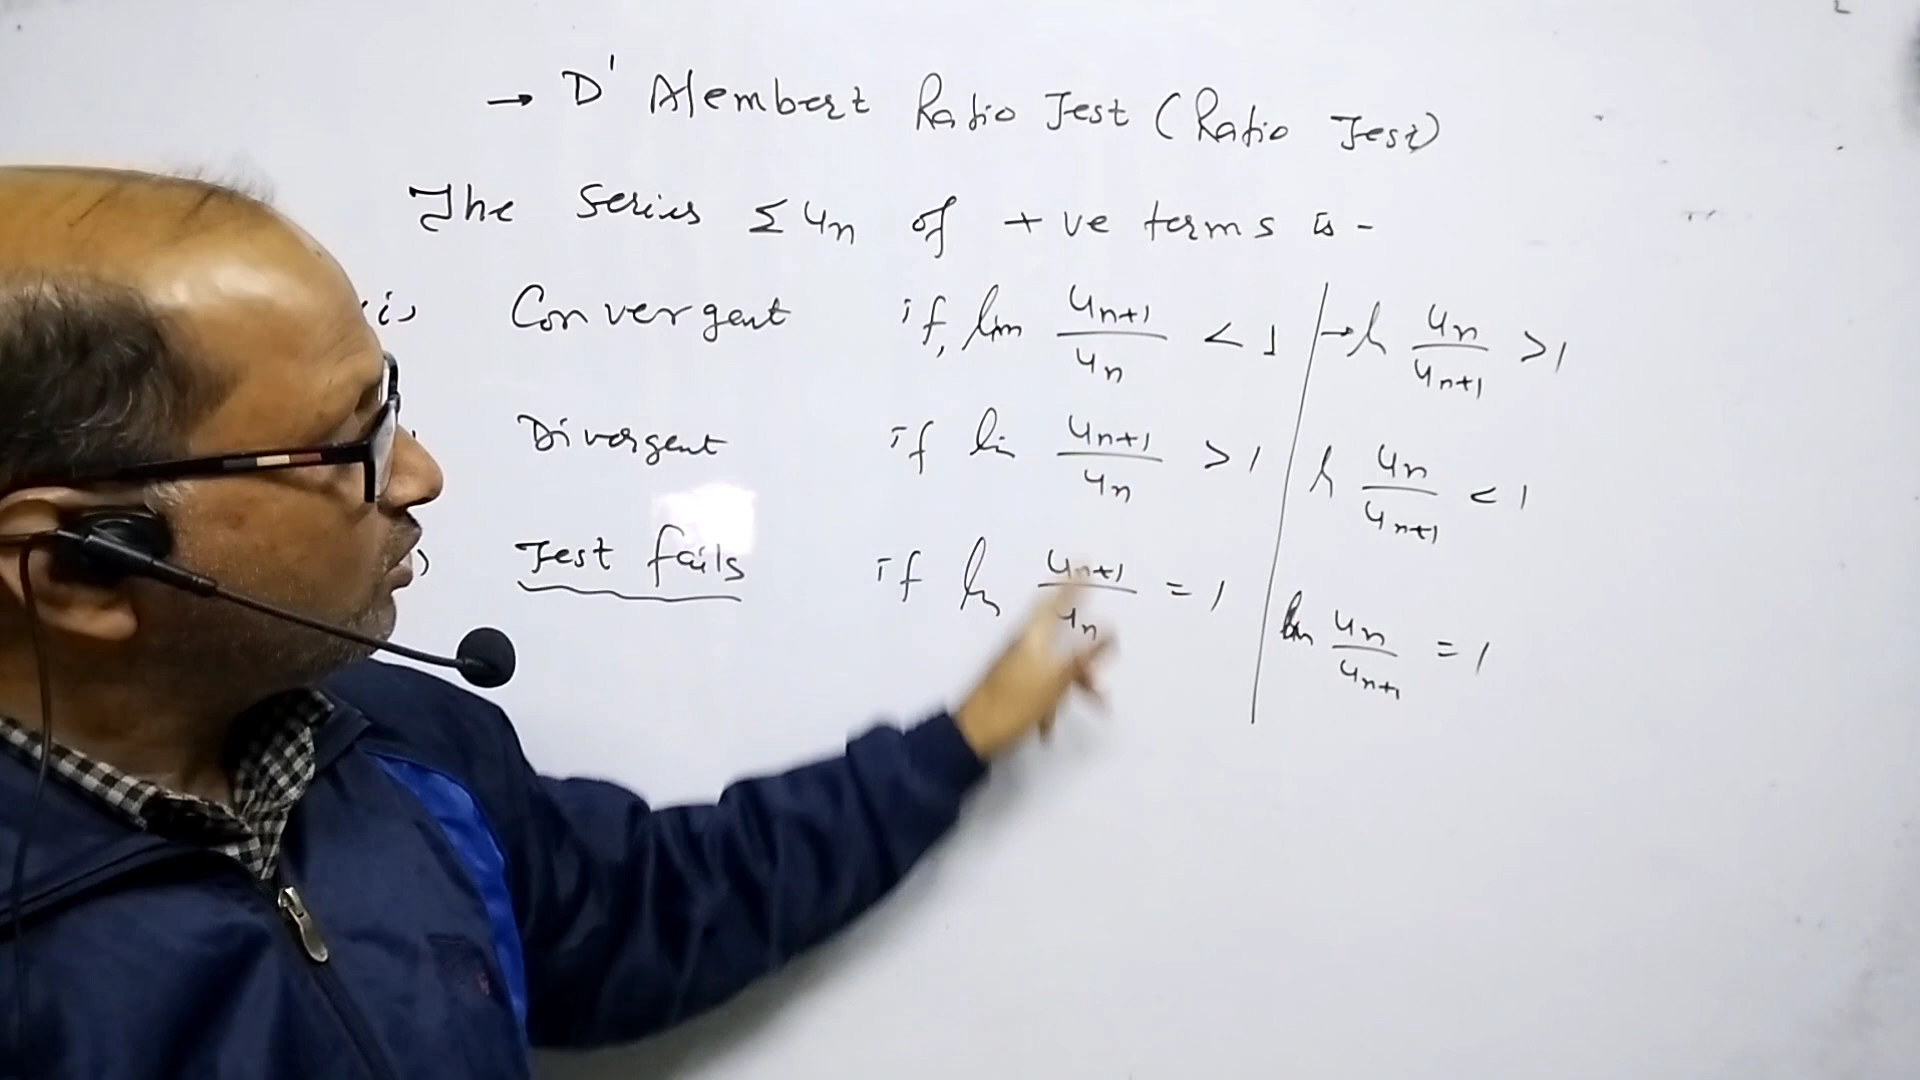 → D'Alembert Ratio Test (Ratio Test)
The series Σ un of +ve terms is -
i) Convergent if, lim un+1/un < 1 → lim un/un+1 > 1
Divergent if lim un+1/un > 1 lim un/un+1 < 1
) Test fails if lim un+1/un = 1 lim un/un+1 = 1